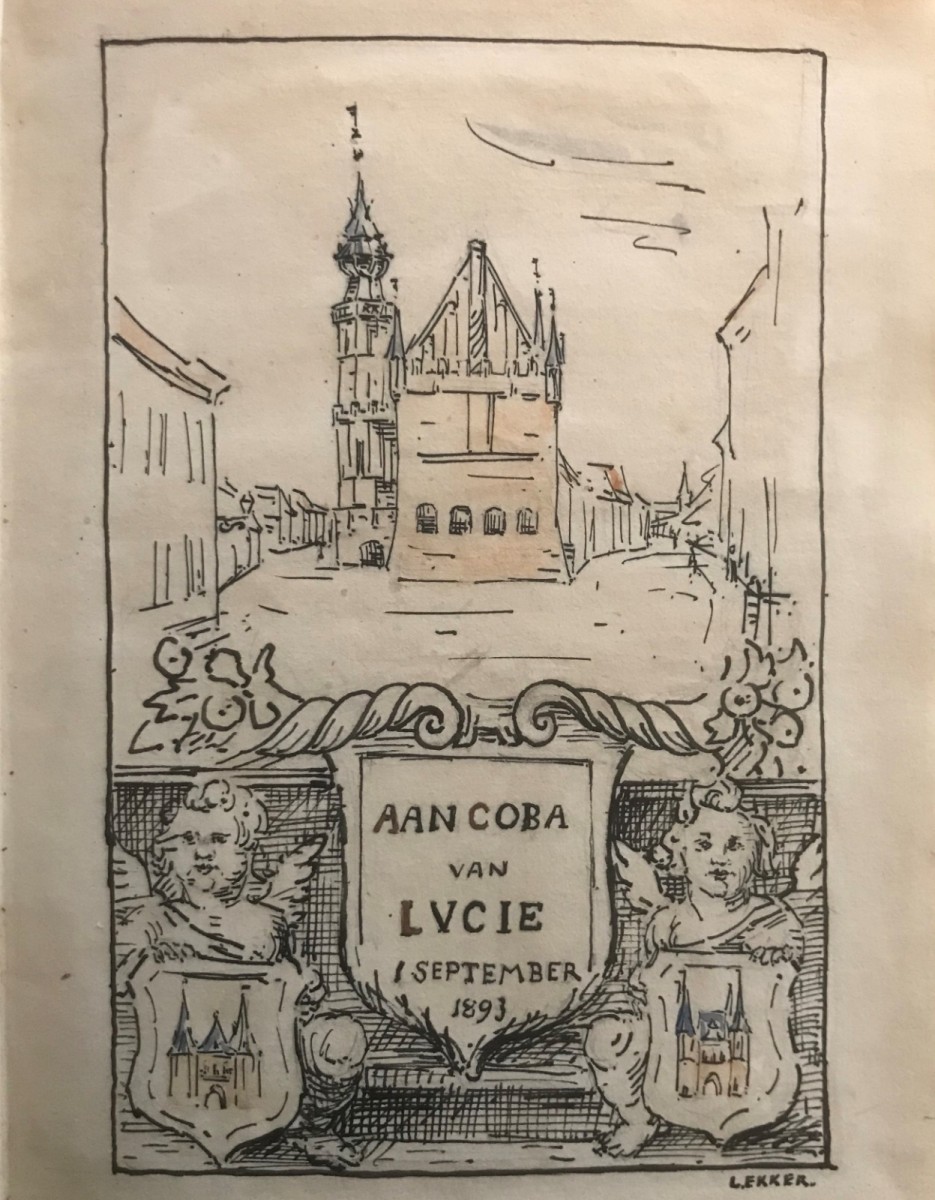 AAN COBA
VAN
LVCIE
1 SEPTEMBER
1893
L.EKKER.